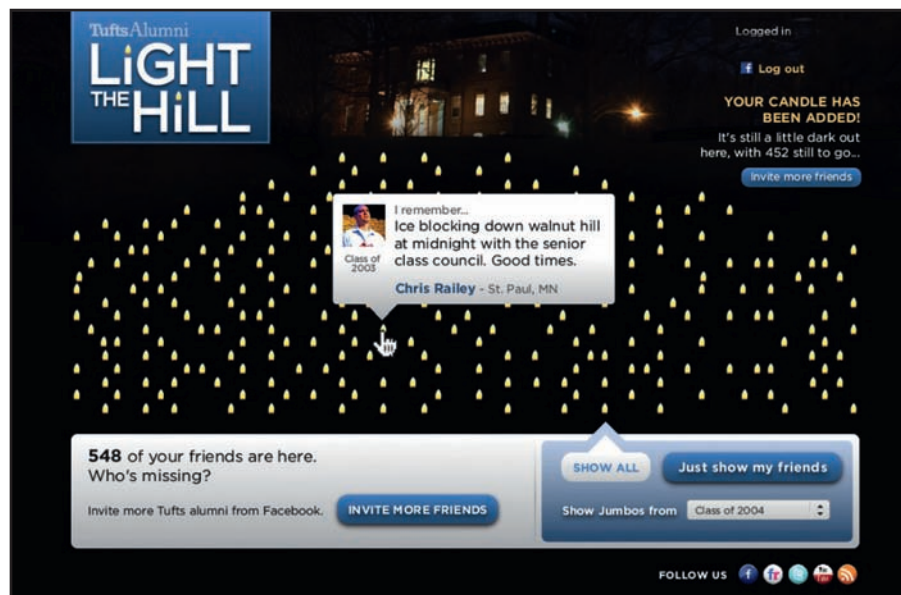 TuftsAlumni
LiGHT
THE HiLL
Logged in
f Log out
YOUR CANDLE HAS
BEEN ADDED!
It's still a little dark out
here, with 452 still to go...
Invite more friends
I remember...
Ice blocking down walnut hill
at midnight with the senior
class council. Good times.
Class of
2003
Chris Railey - St. Paul, MN
548 of your friends are here.
Who's missing?
Invite more Tufts alumni from Facebook.
INVITE MORE FRIENDS
SHOW ALL
Just show my friends
Show Jumbos from
Class of 2004
FOLLOW US